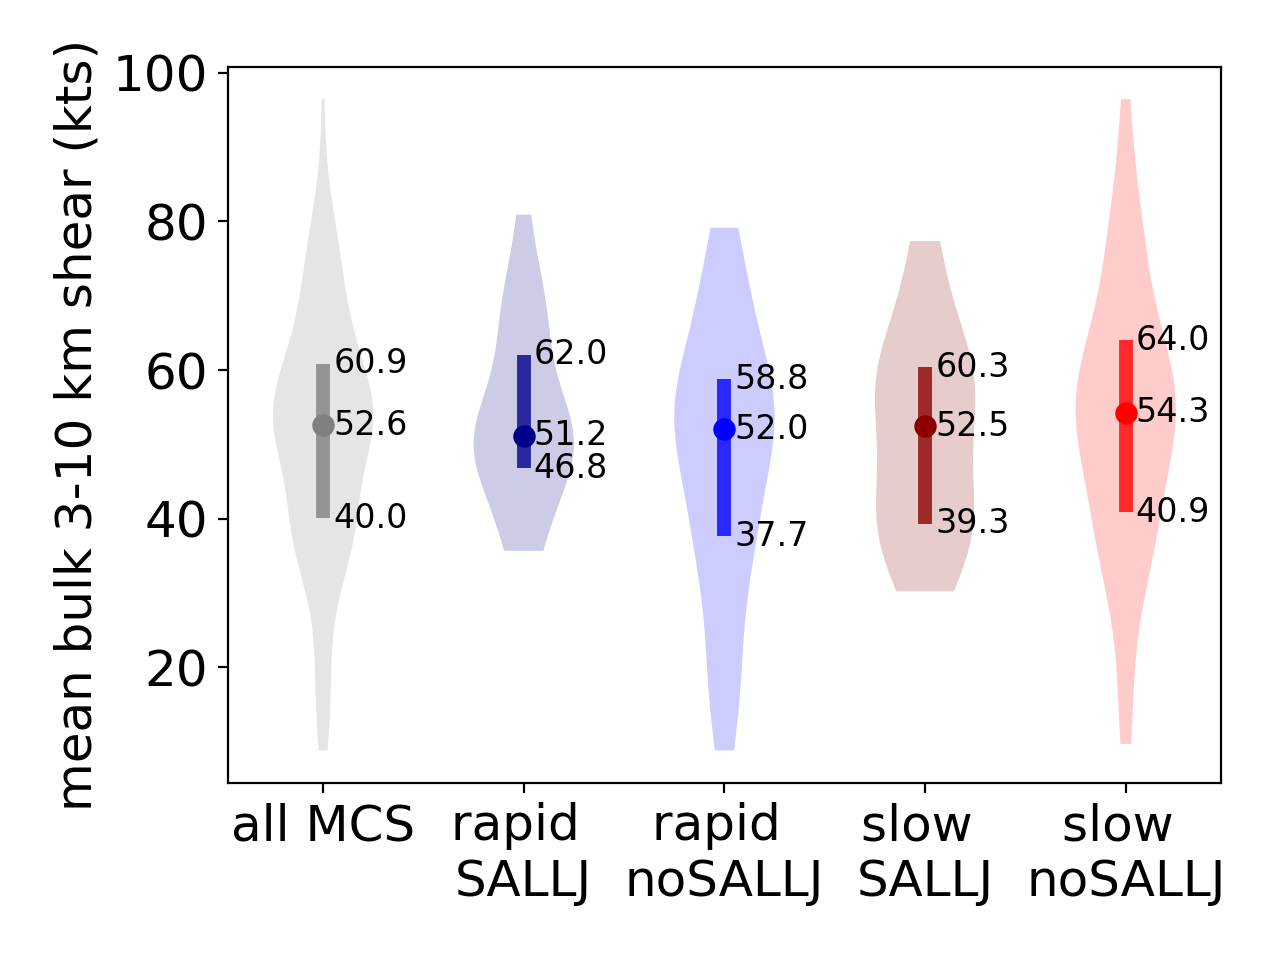 mean bulk 3-10 km shear (kts)
100
80
60
40
20
60.9
52.6
40.0
62.0
51.2
46.8
58.8
52.0
37.7
60.3
52.5
39.3
64.0
54.3
40.9
all MCS
rapid
SALLJ
rapid
noSALLJ
slow
SALLJ
slow
noSALLJ